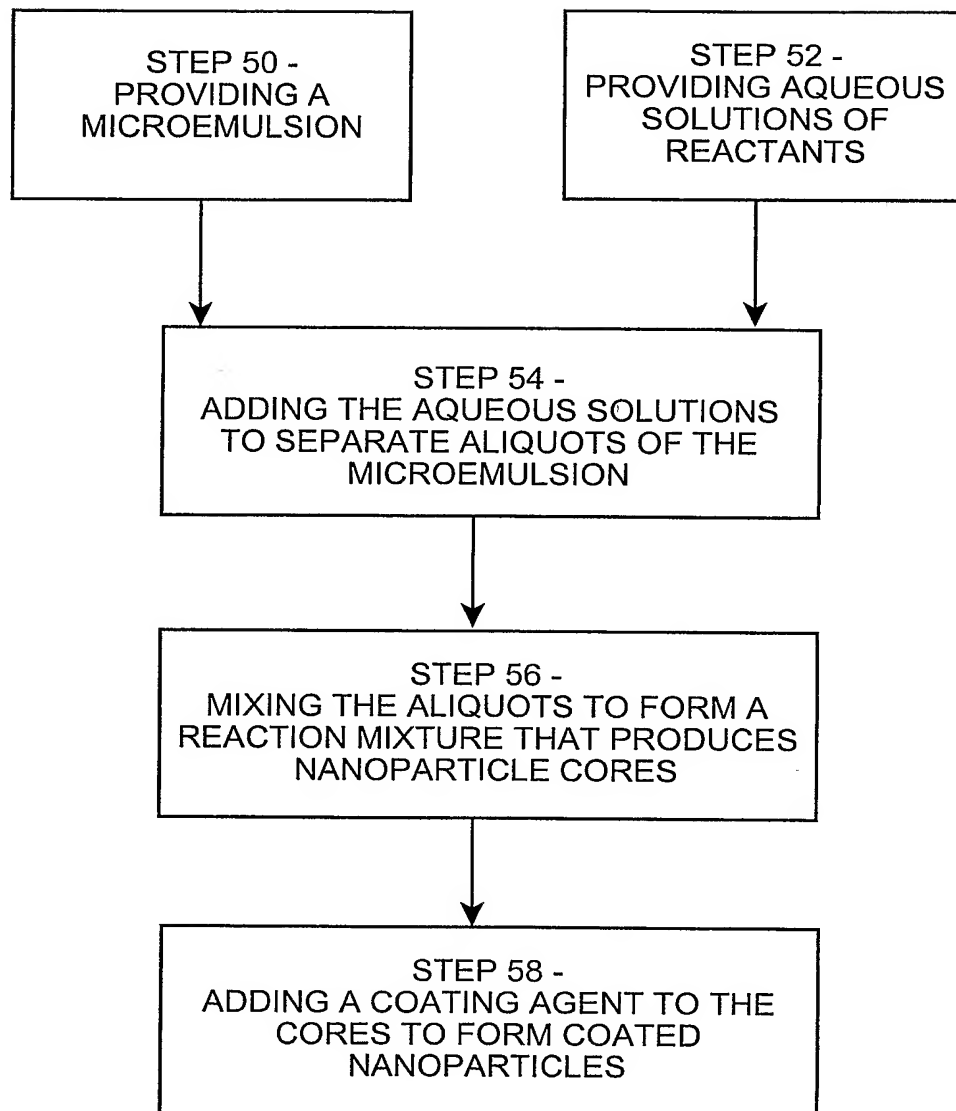 STEP 50 -
PROVIDING A
MICROEMULSION
STEP 52 -
PROVIDING AQUEOUS
SOLUTIONS OF
REACTANTS
STEP 54 -
ADDING THE AQUEOUS SOLUTIONS
TO SEPARATE ALIQUOTS OF THE
MICROEMULSION
STEP 56 -
MIXING THE ALIQUOTS TO FORM A
REACTION MIXTURE THAT PRODUCES
NANOPARTICLE CORES
STEP 58 -
ADDING A COATING AGENT TO THE
CORES TO FORM COATED
NANOPARTICLES